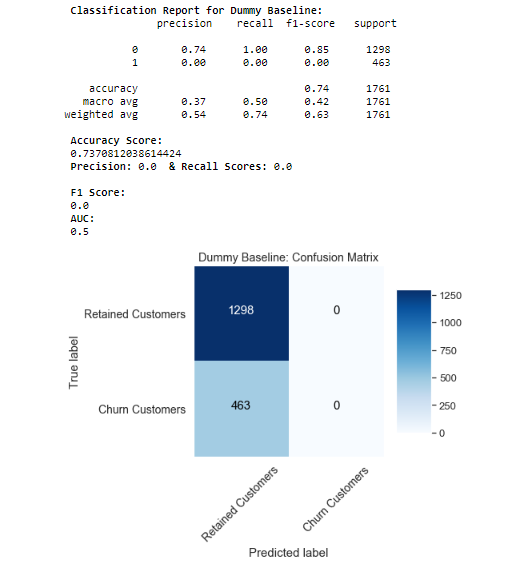 Classification Report for Dummy Baseline:
precision recall f1-score support
0 0.74 1.00 0.85 1298
1 0.00 0.00 0.00 463
accuracy 0.74 1761
macro avg 0.37 0.50 0.42 1761
weighted avg 0.54 0.74 0.63 1761
Accuracy Score:
0.7370812038614424
Precision: 0.0 & Recall Scores: 0.0
F1 Score:
0.0
AUC:
0.5
Dummy Baseline: Confusion Matrix
True label
Retained Customers 1298 0
Churn Customers 463 0
Retained Customers Churn Customers
Predicted label
1250
1000
750
500
250
0